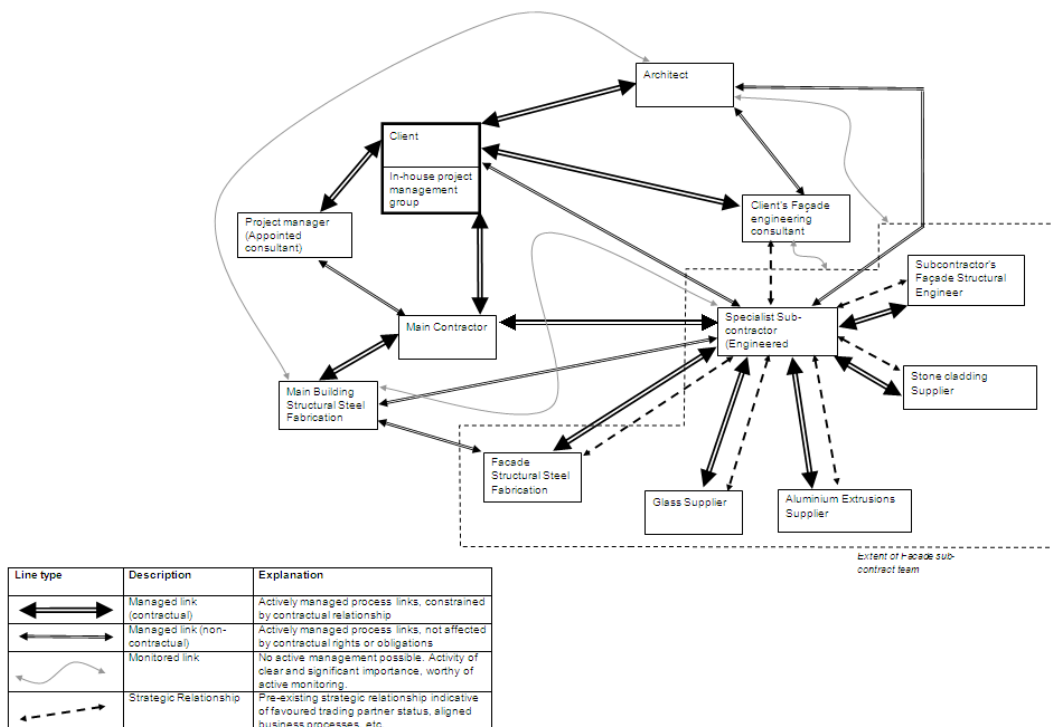 Architect
Client
In-house project
management
group
Project manager
(Appointed
consultant)
Client's Façade
engineering
consultant
Subcontractor's
Façade Structural
Engineer
Main Contractor
Specialist Sub-
contractor
(Engineered
Stone cladding
Supplier
Main Building
Structural Steel
Fabrication
Facade
Structural Steel
Fabrication
Glass Supplier
Aluminium Extrusions
Supplier
Extent of Facade sub-
contract team
Line type Description Explanation
Managed link
(contractual)
Actively managed process links, constrained
by contractual relationship
Managed link (non-
contractual)
Actively managed process links, not affected
by contractual rights or obligations
Monitored link
No active management possible. Activity of
clear and significant importance, worthy of
active monitoring.
Strategic Relationship
Pre-existing strategic relationship indicative
of favoured trading partner status, aligned
business processes, etc